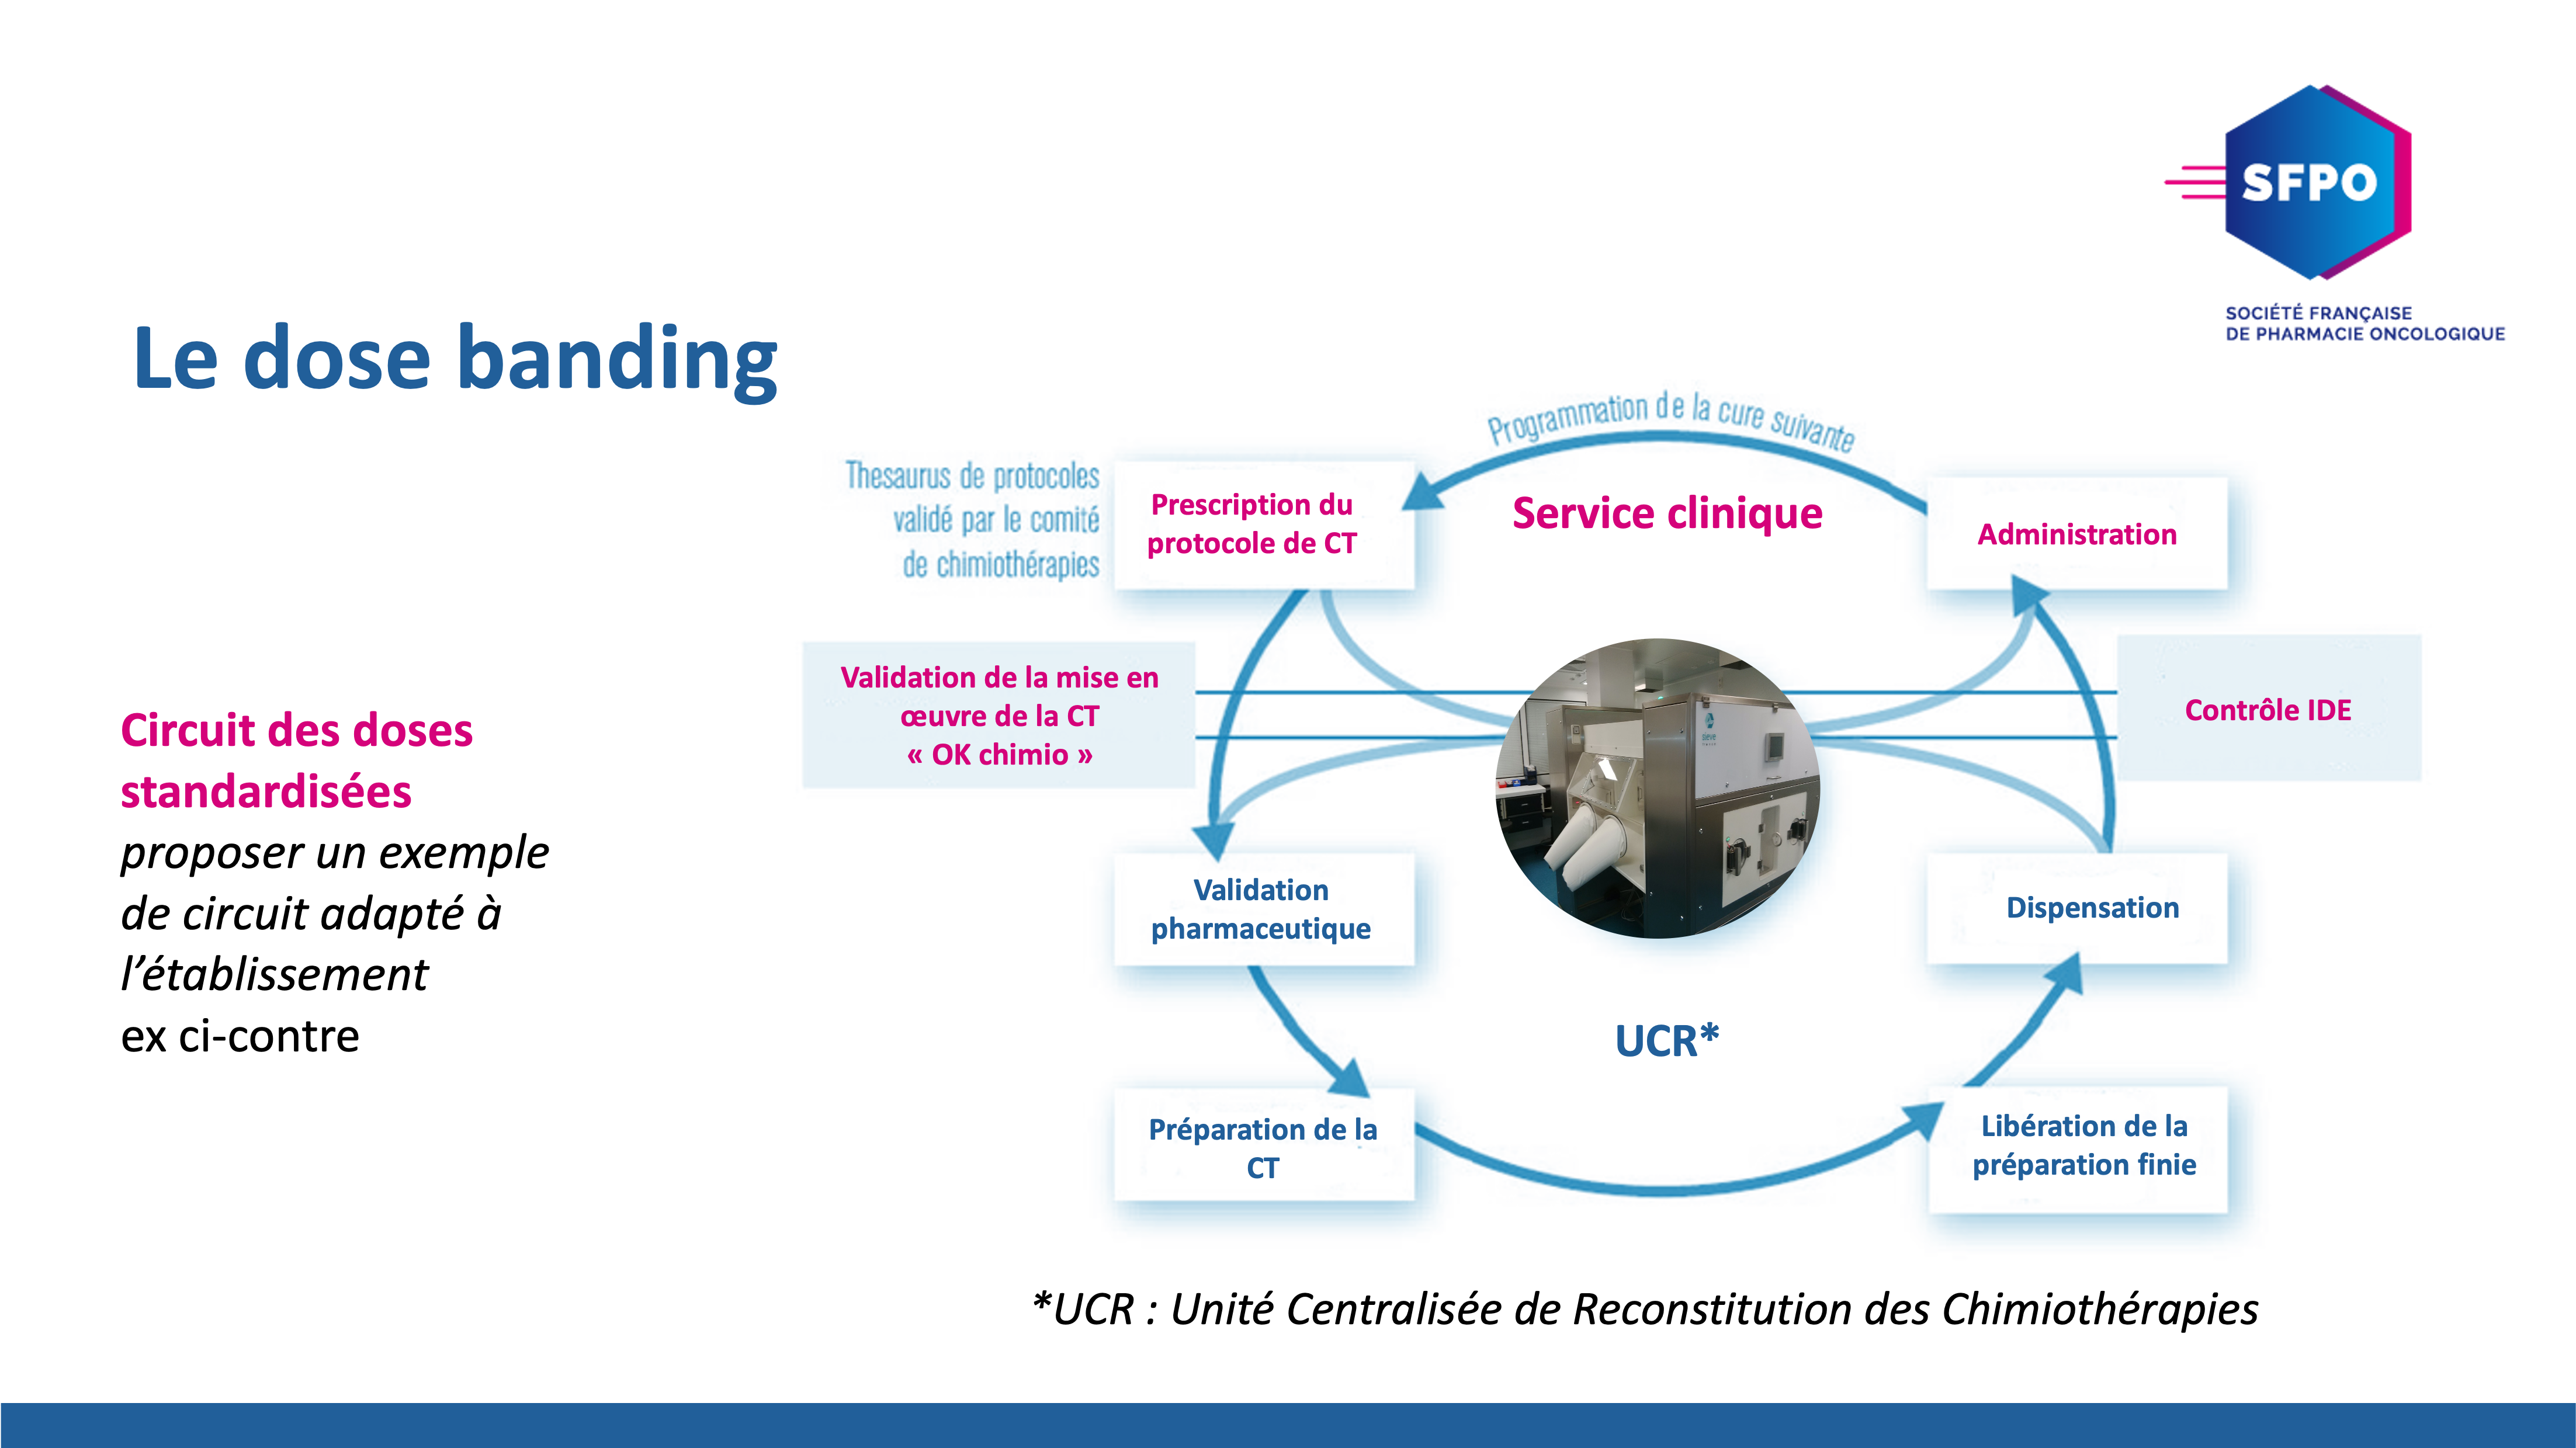 SFPO
SOCIÉTÉ FRANÇAISE
DE PHARMACIE ONCOLOGIQUE
Le dose banding
Circuit des doses
standardisées
proposer un exemple
de circuit adapté à
l’établissement
ex ci-contre
Programmation de la cure suivante
Thesaurus de protocoles
validé par le comité
de chimiothérapies
Prescription du
protocole de CT
Service clinique
Administration
Validation de la mise en
œuvre de la CT
« OK chimio »
Contrôle IDE
Validation
pharmaceutique
Dispensation
UCR*
Préparation de la
CT
Libération de la
préparation finie
*UCR : Unité Centralisée de Reconstitution des Chimiothérapies